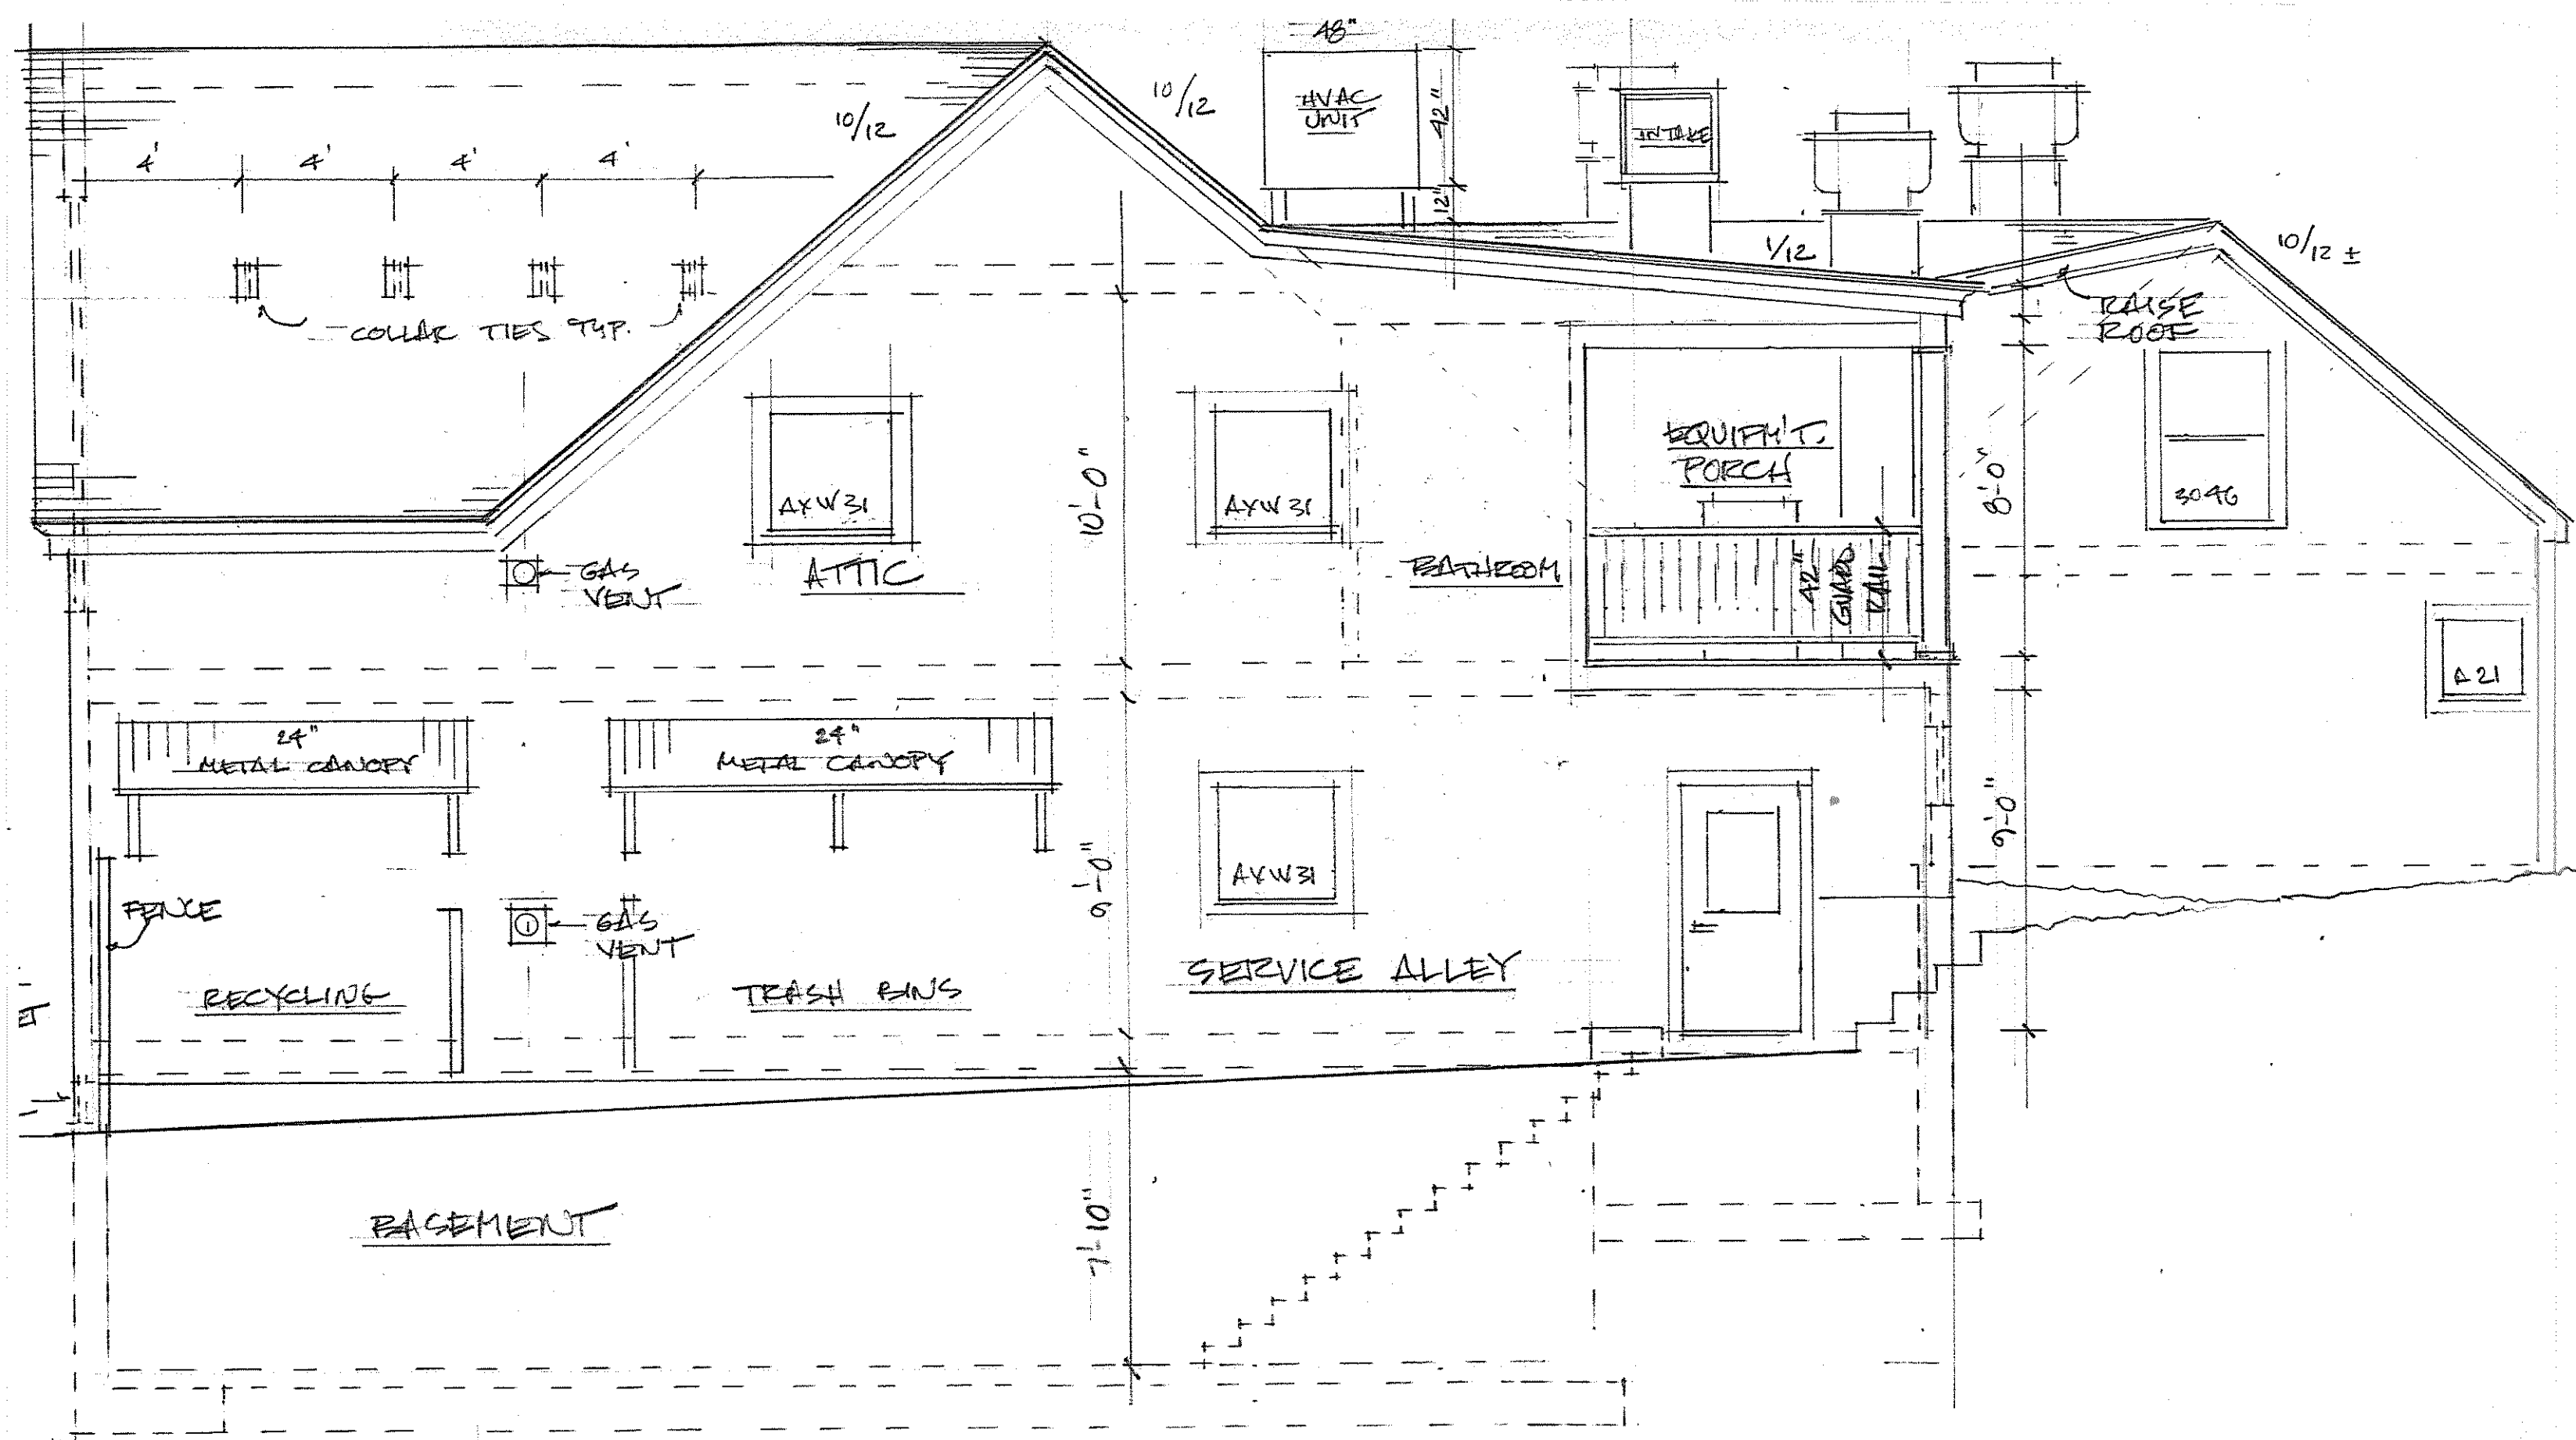 48"
10/12
10/12
HVAC
UNIT
42"
12"
INTAKE
4'
4'
4'
4'
1/12
10/12 ±
RAISE
ROOF
COLLAR TIES TYP.
EQUIPM'T.
PORCH
10'-0"
8'-0"
AXW31
AXW31
3046
GAS
VENT
ATTIC
BATHROOM
42"
GUARD
RAIL
A21
24"
METAL CANOPY
24"
METAL CANOPY
9'-0"
9'-0"
AXW31
FENCE
GAS
VENT
RECYCLING
TRASH BINS
SERVICE ALLEY
7'-10"
BASEMENT